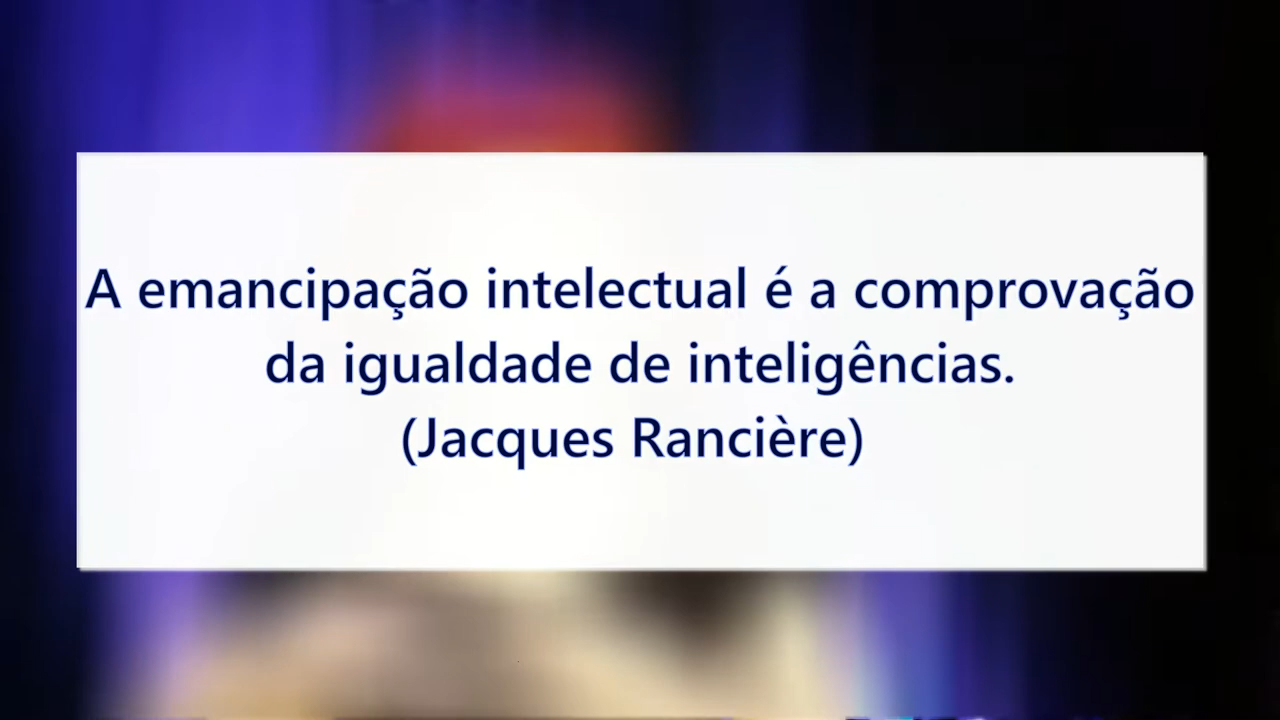 A emancipação intelectual é a comprovação
da igualdade de inteligências.
(Jacques Rancière)